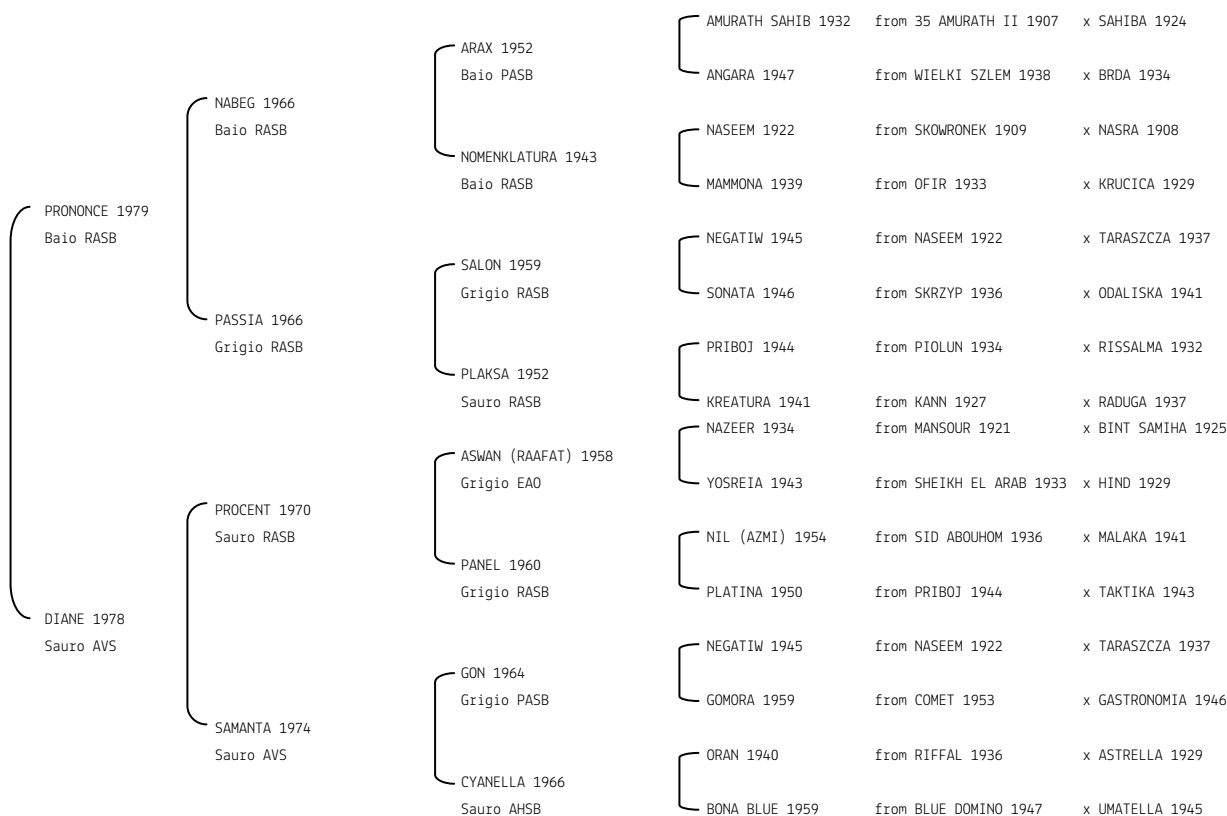 AMURATH SAHIB 1932 from 35 AMURATH II 1907 x SAHIBA 1924
ARAX 1952
Baio PASB
ANGARA 1947 from WIELKI SZLEM 1938 x BRDA 1934
NABEG 1966
Baio RASB
NASEEM 1922 from SKOWRONEK 1909 x NASRA 1908
NOMENKLATURA 1943
Baio RASB
MAMMONA 1939 from OFIR 1933 x KRUCICA 1929
PRONONCE 1979
Baio RASB
NEGATIW 1945 from NASEEM 1922 x TARASZCZA 1937
SALON 1959
Grigio RASB
SONATA 1946 from SKRZYP 1936 x ODALISKA 1941
PASSIA 1966
Grigio RASB
PRIBOJ 1944 from PIOLUN 1934 x RISSALMA 1932
PLAKSA 1952
Sauro RASB
KREATURA 1941 from KANN 1927 x RADUGA 1937
NAZEER 1934 from MANSOUR 1921 x BINT SAMIHA 1925
ASWAN (RAAFAT) 1958
Grigio EAO
YOSREIA 1943 from SHEIKH EL ARAB 1933 x HIND 1929
PROCENT 1970
Sauro RASB
NIL (AZMI) 1954 from SID ABOUHOM 1936 x MALAKA 1941
PANEL 1960
Grigio RASB
PLATINA 1950 from PRIBOJ 1944 x TAKTIKA 1943
DIANE 1978
Sauro AVS
NEGATIW 1945 from NASEEM 1922 x TARASZCZA 1937
GON 1964
Grigio PASB
GOMORA 1959 from COMET 1953 x GASTRONOMIA 1946
SAMANTA 1974
Sauro AVS
ORAN 1940 from RIFFAL 1936 x ASTRELLA 1929
CYANELLA 1966
Sauro AHSB
BONA BLUE 1959 from BLUE DOMINO 1947 x UMATELLA 1945